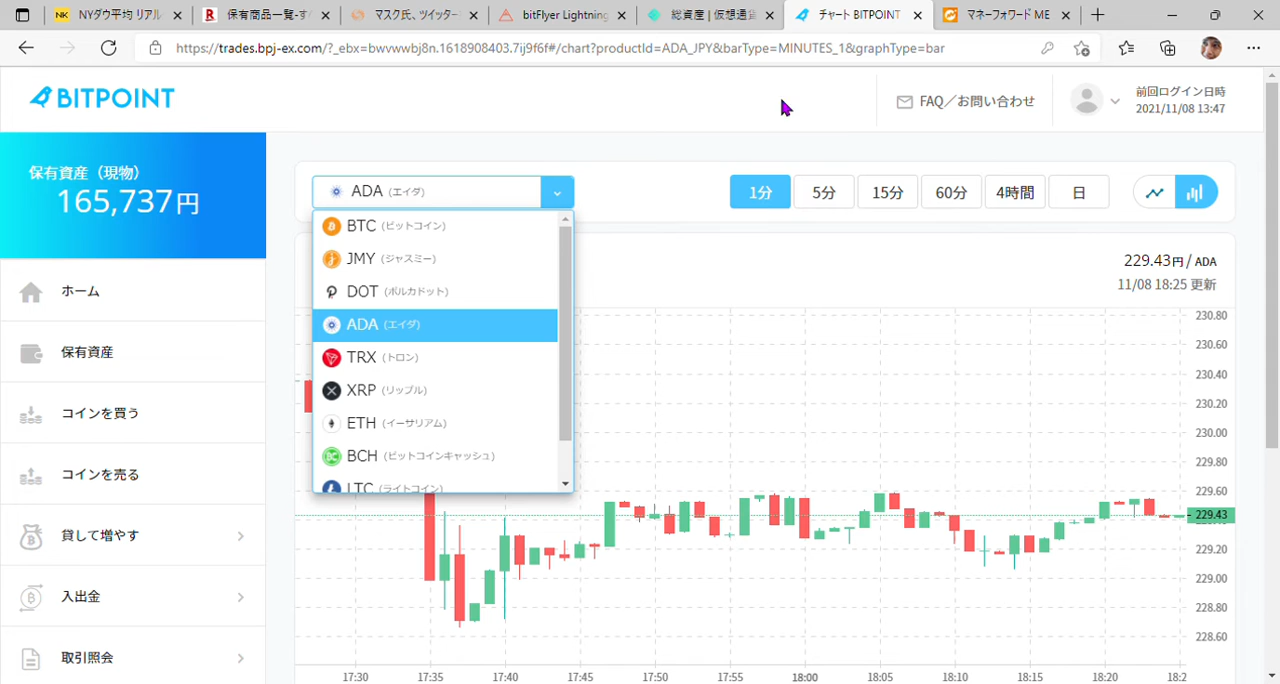 NYダウ平均 リアル
保有商品一覧-す
マスク氏、ツイッター
bitFlyer Lightning
総資産 | 仮想通貨
チャート BITPOINT
マネーフォワード ME
https://trades.bpj-ex.com/?_ebx=bwvwwbj8n.1618908403.7ij9f6f#/chart?productId=ADA_JPY&barType=MINUTES_1&graphType=bar
BITPOINT
FAQ／お問い合わせ
前回ログイン日時
2021/11/08 13:47
保有資産（現物）
165,737円
ホーム
保有資産
コインを買う
コインを売る
貸して増やす
入出金
取引照会
ADA (エイダ)
1分 5分 15分 60分 4時間 日
BTC (ビットコイン)
JMY (ジャスミー)
DOT (ポルカドット)
ADA (エイダ)
TRX (トロン)
XRP (リップル)
ETH (イーサリアム)
BCH (ビットコインキャッシュ)
LTC (ライトコイン)
229.43円 / ADA
11/08 18:25 更新
230.80
230.60
230.40
230.20
230.00
229.80
229.60
229.43
229.20
229.00
228.80
228.60
17:30 17:35 17:40 17:45 17:50 17:55 18:00 18:05 18:10 18:15 18:20 18:2